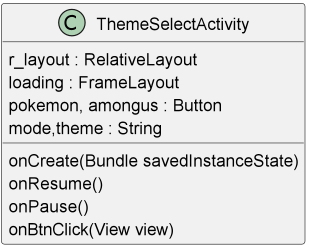 C ThemeSelectActivity
r_layout : RelativeLayout
loading : FrameLayout
pokemon, amongus : Button
mode,theme : String
onCreate(Bundle savedInstanceState)
onResume()
onPause()
onBtnClick(View view)